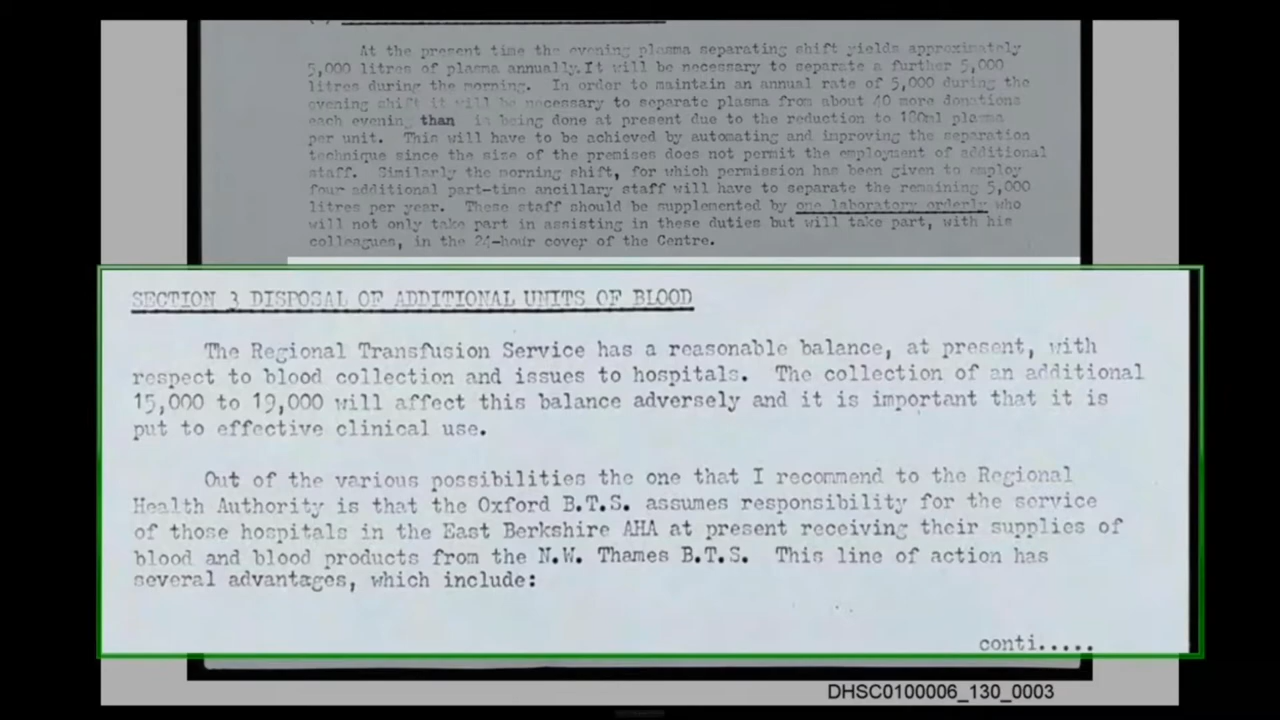 At the present time the evening plasma separating shift yields approximately
5,000 litres of plasma annually.It will be necessary to separate a further 5,000
litres during the morning. In order to maintain an annual rate of 5,000 during the
evening shift it will be necessary to separate plasma from about 40 more donations
each evening than is being done at present due to the reduction to 180ml plasma
per unit. This will have to be achieved by automating and improving the separation
technique since the size of the premises does not permit the employment of additional
staff. Similarly the morning shift, for which permission has been given to employ
four additional part-time ancillary staff will have to separate the remaining 5,000
litres per year. These staff should be supplemented by one laboratory orderly who
will not only take part in assisting in these duties but will take part, with his
colleagues, in the 24-hour cover of the Centre.
SECTION 3 DISPOSAL OF ADDITIONAL UNITS OF BLOOD
The Regional Transfusion Service has a reasonable balance, at present, with
respect to blood collection and issues to hospitals. The collection of an additional
15,000 to 19,000 will affect this balance adversely and it is important that it is
put to effective clinical use.
Out of the various possibilities the one that I recommend to the Regional
Health Authority is that the Oxford B.T.S. assumes responsibility for the service
of those hospitals in the East Berkshire AHA at present receiving their supplies of
blood and blood products from the N.W. Thames B.T.S. This line of action has
several advantages, which include:
conti.....
DHSC0100006_130_0003